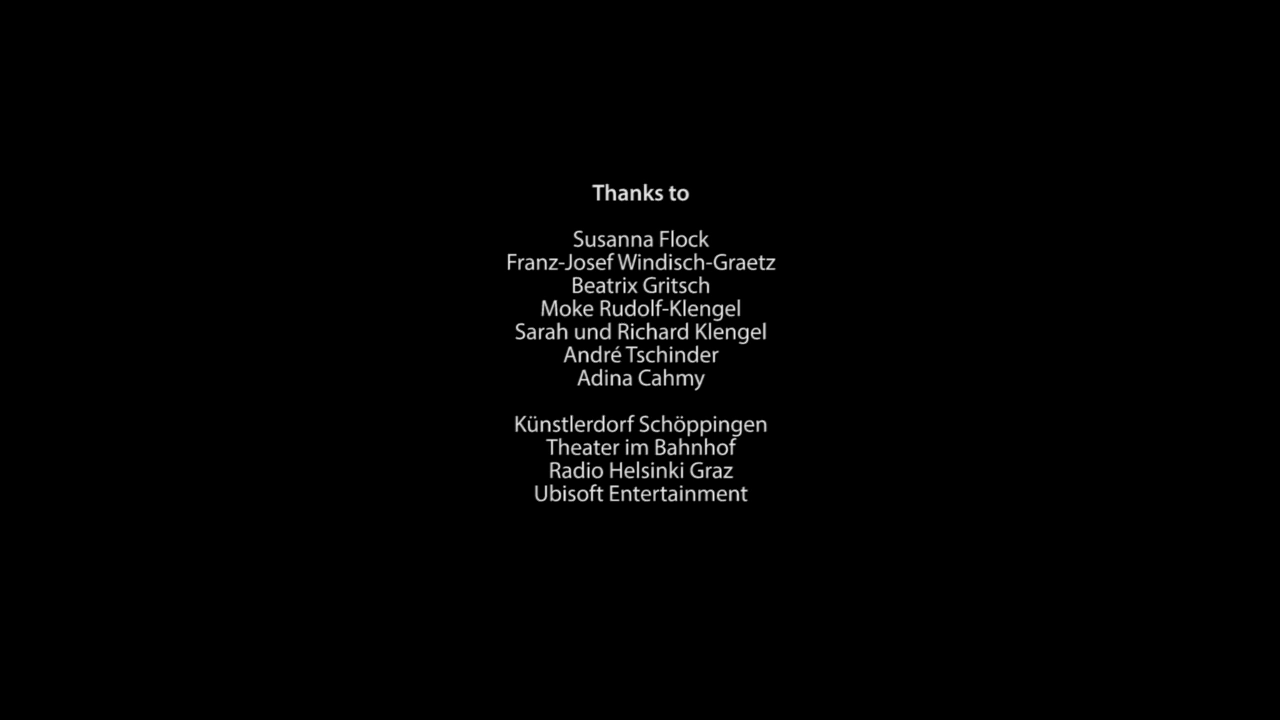 Thanks to
Susanna Flock
Franz-Josef Windisch-Graetz
Beatrix Gritsch
Moke Rudolf-Klengel
Sarah und Richard Klengel
André Tschinder
Adina Cahmy
Künstlerdorf Schöppingen
Theater im Bahnhof
Radio Helsinki Graz
Ubisoft Entertainment